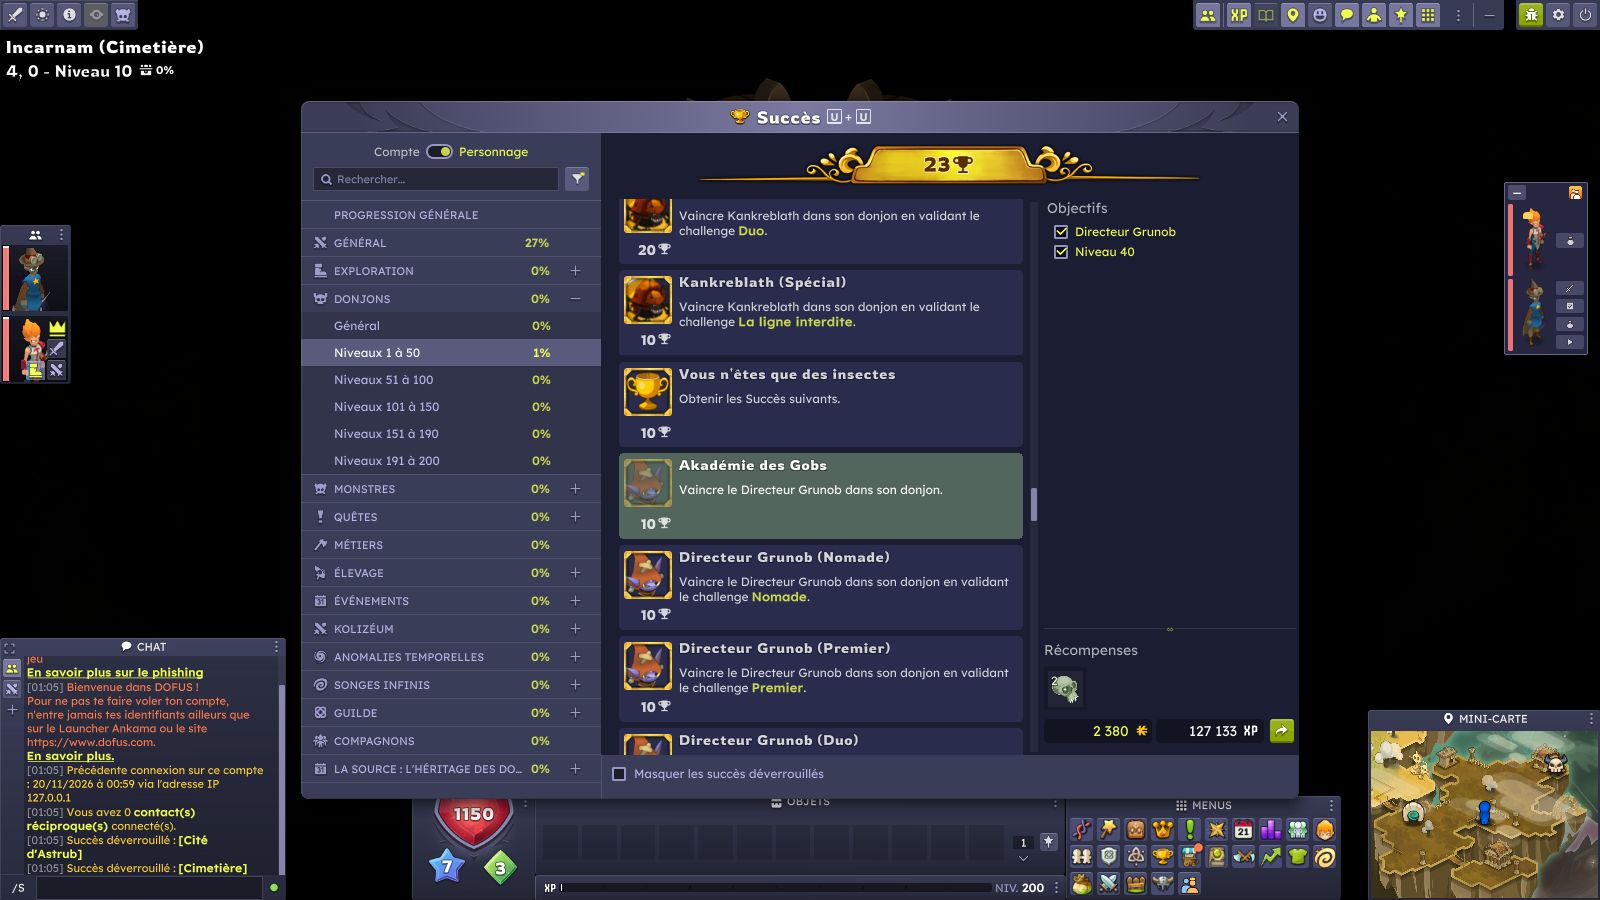 Incarnam (Cimetière)
4, 0 - Niveau 10 0%
XP
Succès U + U
Compte Personnage
Rechercher...
PROGRESSION GÉNÉRALE
GÉNÉRAL 27%
EXPLORATION 0%
DONJONS 0%
Général 0%
Niveaux 1 à 50 1%
Niveaux 51 à 100 0%
Niveaux 101 à 150 0%
Niveaux 151 à 190 0%
Niveaux 191 à 200 0%
MONSTRES 0%
QUÊTES 0%
MÉTIERS 0%
ÉLEVAGE 0%
ÉVÉNEMENTS 0%
KOLIZÉUM 0%
ANOMALIES TEMPORELLES 0%
SONGES INFINIS 0%
GUILDE 0%
COMPAGNONS 0%
LA SOURCE : L'HÉRITAGE DES DO... 0%
23
Vaincre Kankreblath dans son donjon en validant le
challenge Duo.
20
Kankreblath (Spécial)
Vaincre Kankreblath dans son donjon en validant le
challenge La ligne interdite.
10
Vous n'êtes que des insectes
Obtenir les Succès suivants.
10
Akadémie des Gobs
Vaincre le Directeur Grunob dans son donjon.
10
Directeur Grunob (Nomade)
Vaincre le Directeur Grunob dans son donjon en validant
le challenge Nomade.
10
Directeur Grunob (Premier)
Vaincre le Directeur Grunob dans son donjon en validant
le challenge Premier.
10
Directeur Grunob (Duo)
Masquer les succès déverrouillés
Objectifs
Directeur Grunob
Niveau 40
Récompenses
2
2 380
127 133 XP
CHAT
jeu
En savoir plus sur le phishing
[01:05] Bienvenue dans DOFUS !
Pour ne pas te faire voler ton compte,
n'entre jamais tes identifiants ailleurs que
sur le Launcher Ankama ou le site
https://www.dofus.com.
En savoir plus.
[01:05] Précédente connexion sur ce compte
: 20/11/2026 à 00:59 via l'adresse IP
127.0.0.1
[01:05] Vous avez 0 contact(s)
réciproque(s) connecté(s).
[01:05] Succès déverrouillé : [Cité
d'Astrub]
[01:05] Succès déverrouillé : [Cimetière]
/S
1150
7
3
OBJETS
1
XP
NIV. 200
MENUS
21
MINI-CARTE